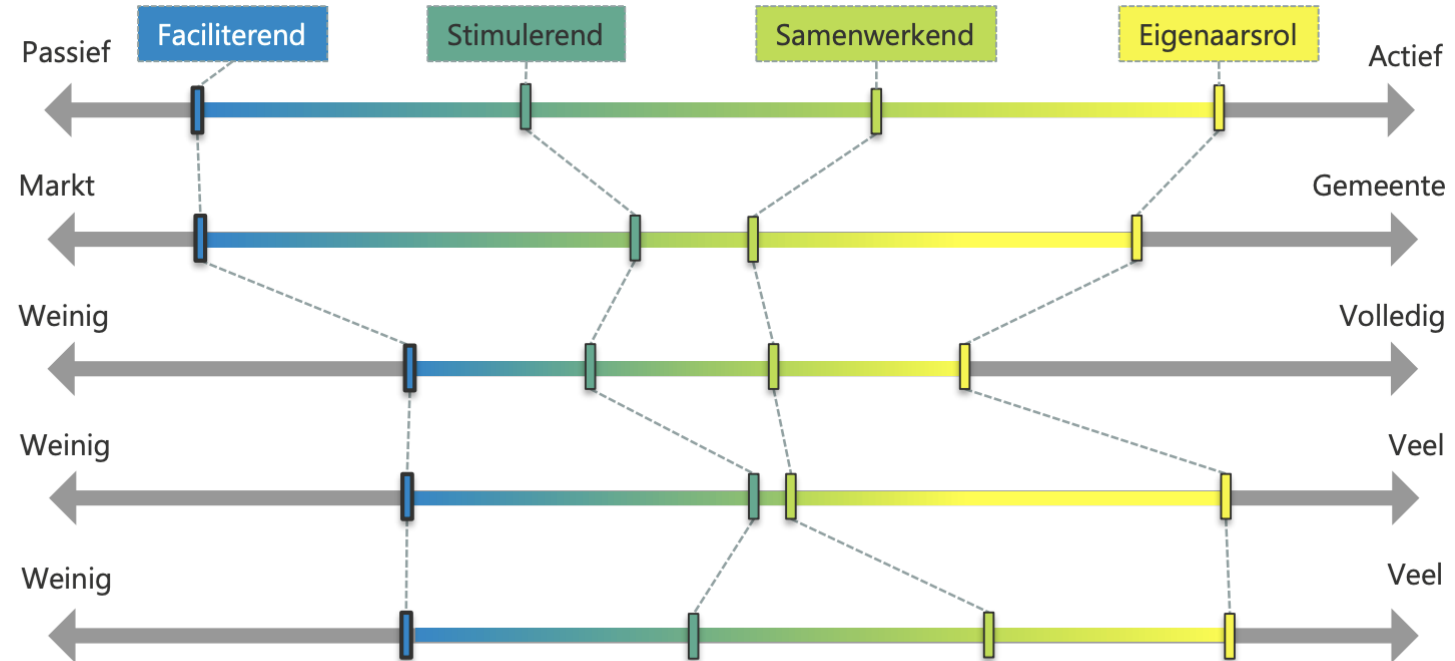 Passief
Faciliterend
Stimulerend
Samenwerkend
Eigenaarsrol
Actief
Markt
Gemeente
Weinig
Volledig
Weinig
Veel
Weinig
Veel